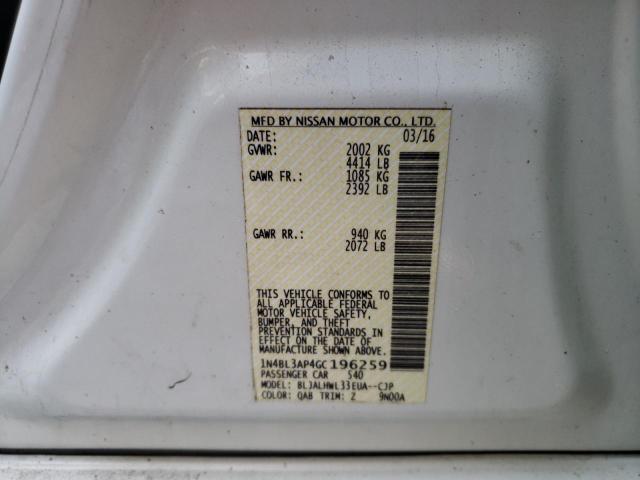 MFD BY NISSAN MOTOR CO., LTD.
DATE: 03/16
GVWR: 2002 KG
4414 LB
GAWR FR.: 1085 KG
2392 LB
GAWR RR.: 940 KG
2072 LB
THIS VEHICLE CONFORMS TO
ALL APPLICABLE FEDERAL
MOTOR VEHICLE SAFETY,
BUMPER, AND THEFT
PREVENTION STANDARDS IN
EFFECT ON THE DATE OF
MANUFACTURE SHOWN ABOVE.
1N4BL3AP4GC196259
PASSENGER CAR 540
MODEL: BLJALHWL33EUA--CJP
COLOR: QAB TRIM: Z 9N00A